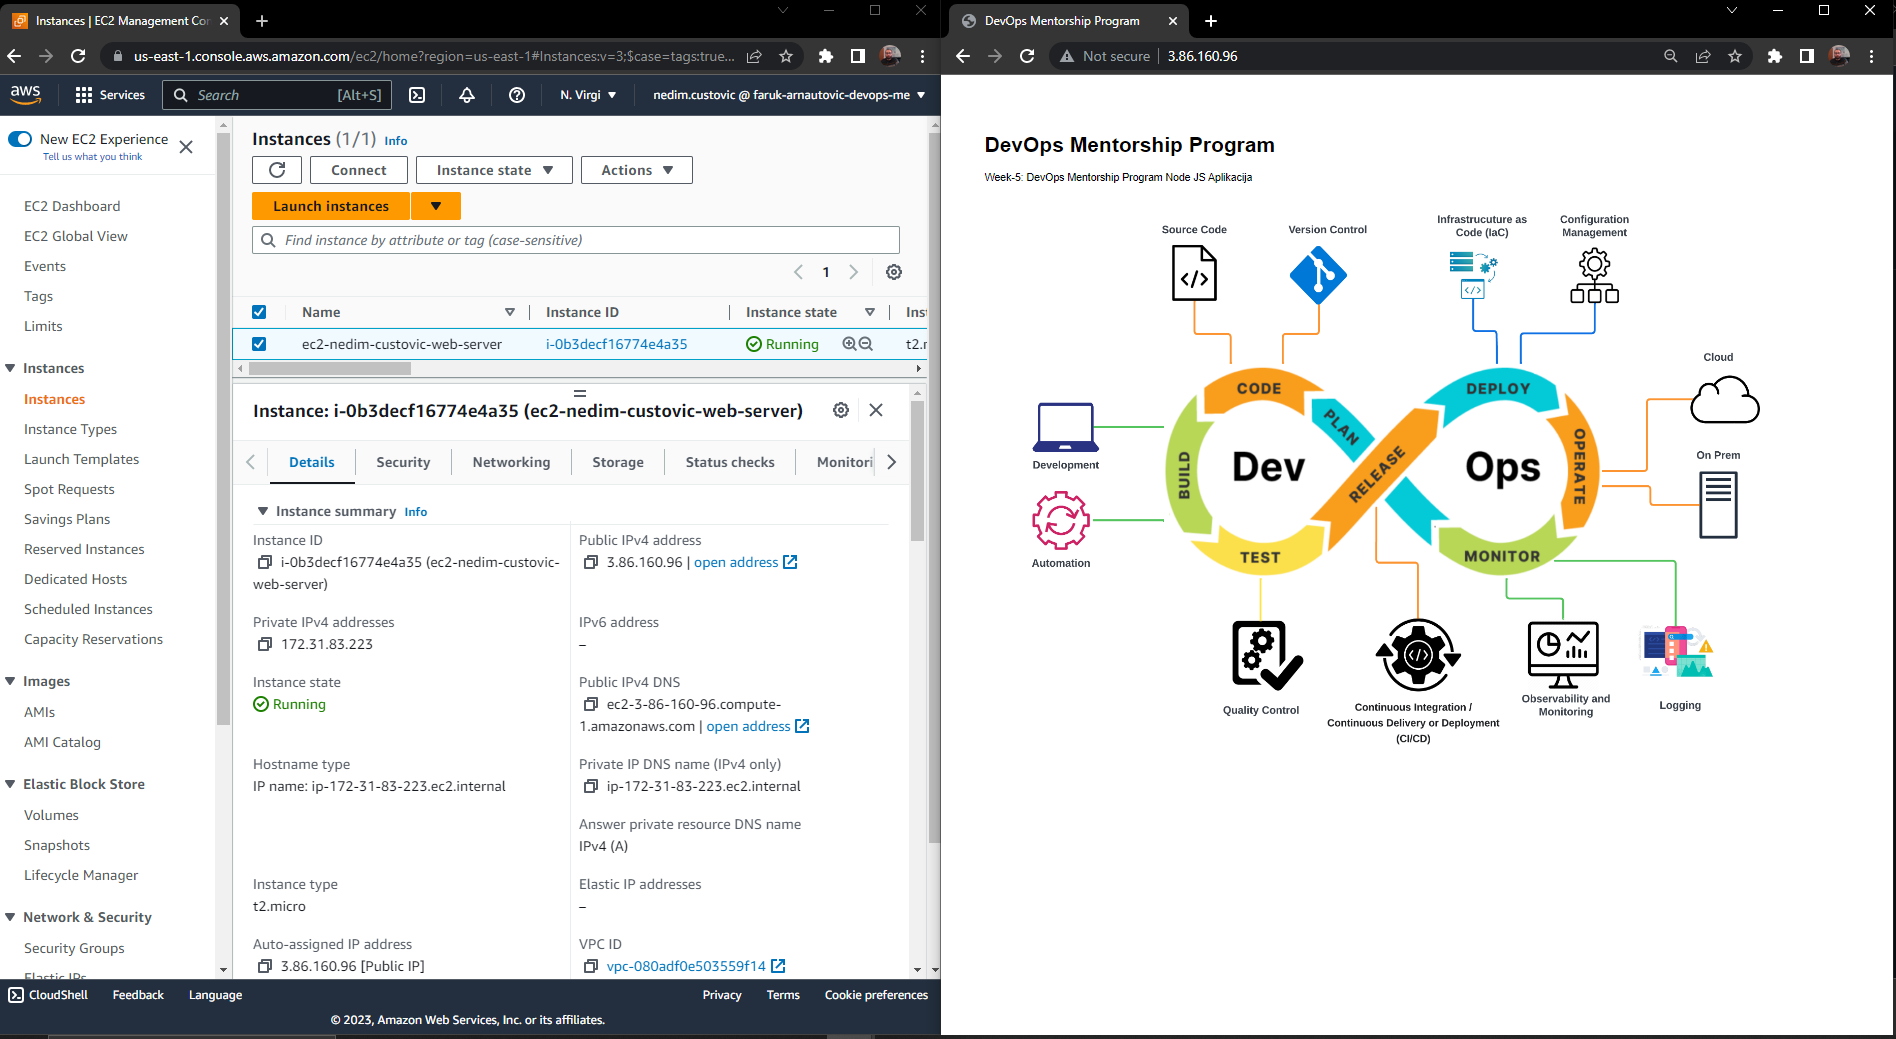 Instances | EC2 Management Con
us-east-1.console.aws.amazon.com/ec2/home?region=us-east-1#Instances:v=3;$case=tags:true...
aws
Services
Search
[Alt+S]
N. Virgi
nedim.custovic @ faruk-arnautovic-devops-me
New EC2 Experience
Tell us what you think
EC2 Dashboard
EC2 Global View
Events
Tags
Limits
Instances
Instances
Instance Types
Launch Templates
Spot Requests
Savings Plans
Reserved Instances
Dedicated Hosts
Scheduled Instances
Capacity Reservations
Images
AMIs
AMI Catalog
Elastic Block Store
Volumes
Snapshots
Lifecycle Manager
Network & Security
Security Groups
Elastic IPs
Instances (1/1) Info
Connect
Instance state
Actions
Launch instances
Find instance by attribute or tag (case-sensitive)
1
Name
Instance ID
Instance state
Ins
ec2-nedim-custovic-web-server
i-0b3decf16774e4a35
Running
t2.r
Instance: i-0b3decf16774e4a35 (ec2-nedim-custovic-web-server)
Details
Security
Networking
Storage
Status checks
Monitori
Instance summary Info
Instance ID
i-0b3decf16774e4a35 (ec2-nedim-custovic-
web-server)
Public IPv4 address
3.86.160.96 | open address
Private IPv4 addresses
172.31.83.223
IPv6 address
–
Instance state
Running
Public IPv4 DNS
ec2-3-86-160-96.compute-
1.amazonaws.com | open address
Hostname type
IP name: ip-172-31-83-223.ec2.internal
Private IP DNS name (IPv4 only)
ip-172-31-83-223.ec2.internal
Answer private resource DNS name
IPv4 (A)
Instance type
t2.micro
Elastic IP addresses
–
Auto-assigned IP address
3.86.160.96 [Public IP]
VPC ID
vpc-080adf0e503559f14
CloudShell
Feedback
Language
Privacy
Terms
Cookie preferences
© 2023, Amazon Web Services, Inc. or its affiliates.
DevOps Mentorship Program
Not secure
3.86.160.96
DevOps Mentorship Program
Week-5: DevOps Mentorship Program Node JS Aplikacija
Source Code
Version Control
Infrastrucuture as
Code (IaC)
Configuration
Management
Cloud
On Prem
Development
Automation
CODE
PLAN
BUILD
Dev
TEST
RELEASE
DEPLOY
OPERATE
Ops
MONITOR
Quality Control
Continuous Integration /
Continuous Delivery or Deployment
(CI/CD)
Observability and
Monitoring
Logging